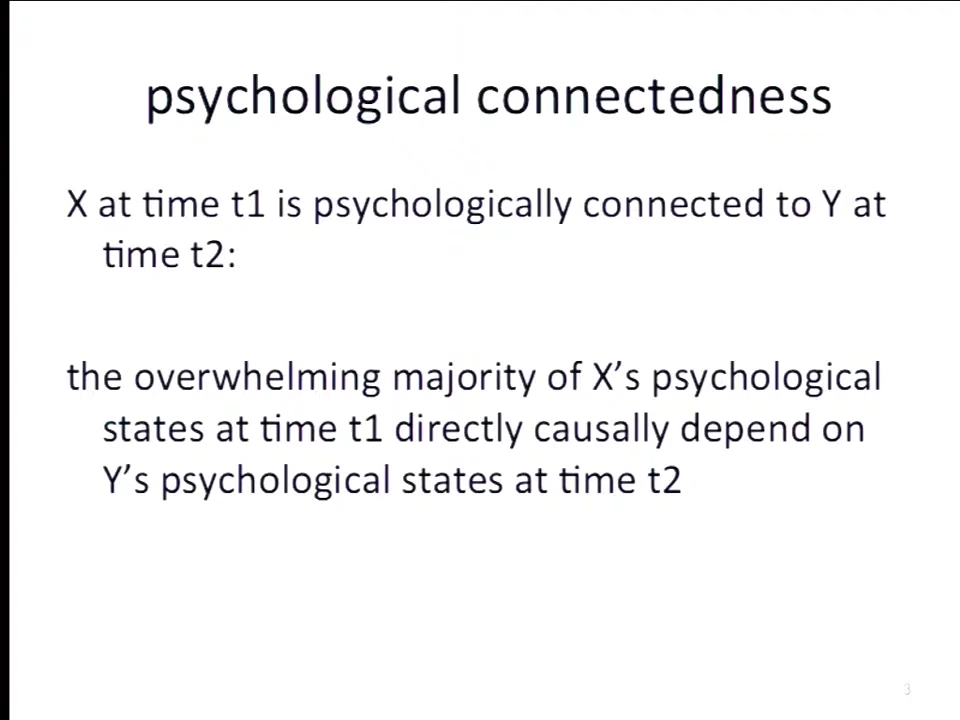 psychological connectedness
X at time t1 is psychologically connected to Y at
time t2:
the overwhelming majority of X’s psychological
states at time t1 directly causally depend on
Y’s psychological states at time t2
3